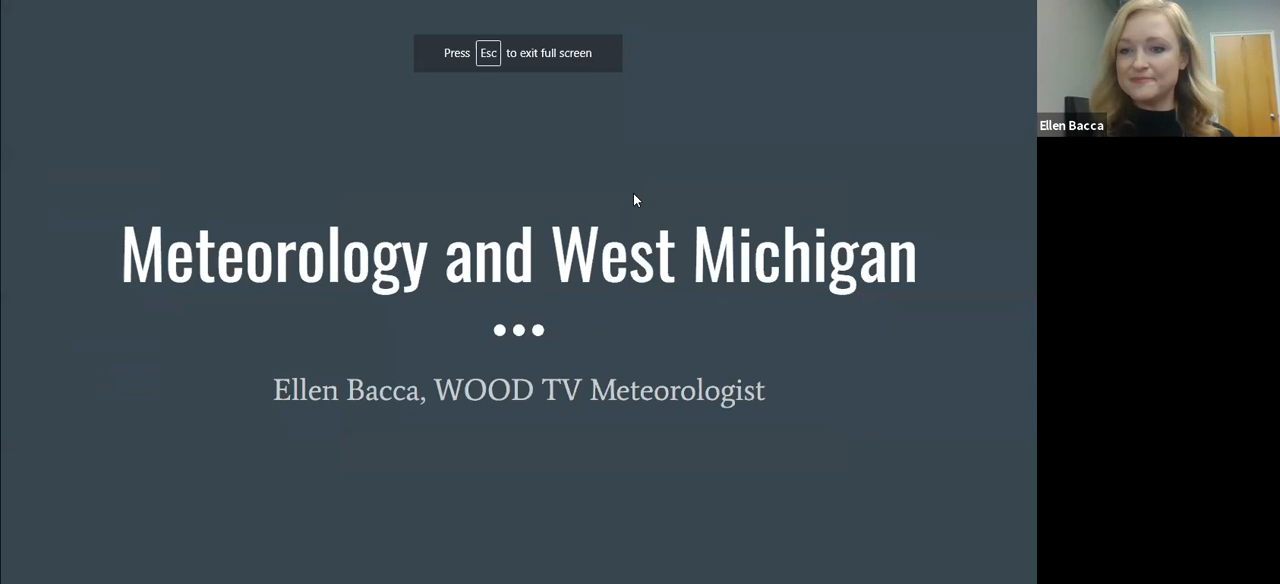 Press Esc to exit full screen
Ellen Bacca
Meteorology and West Michigan
Ellen Bacca, WOOD TV Meteorologist